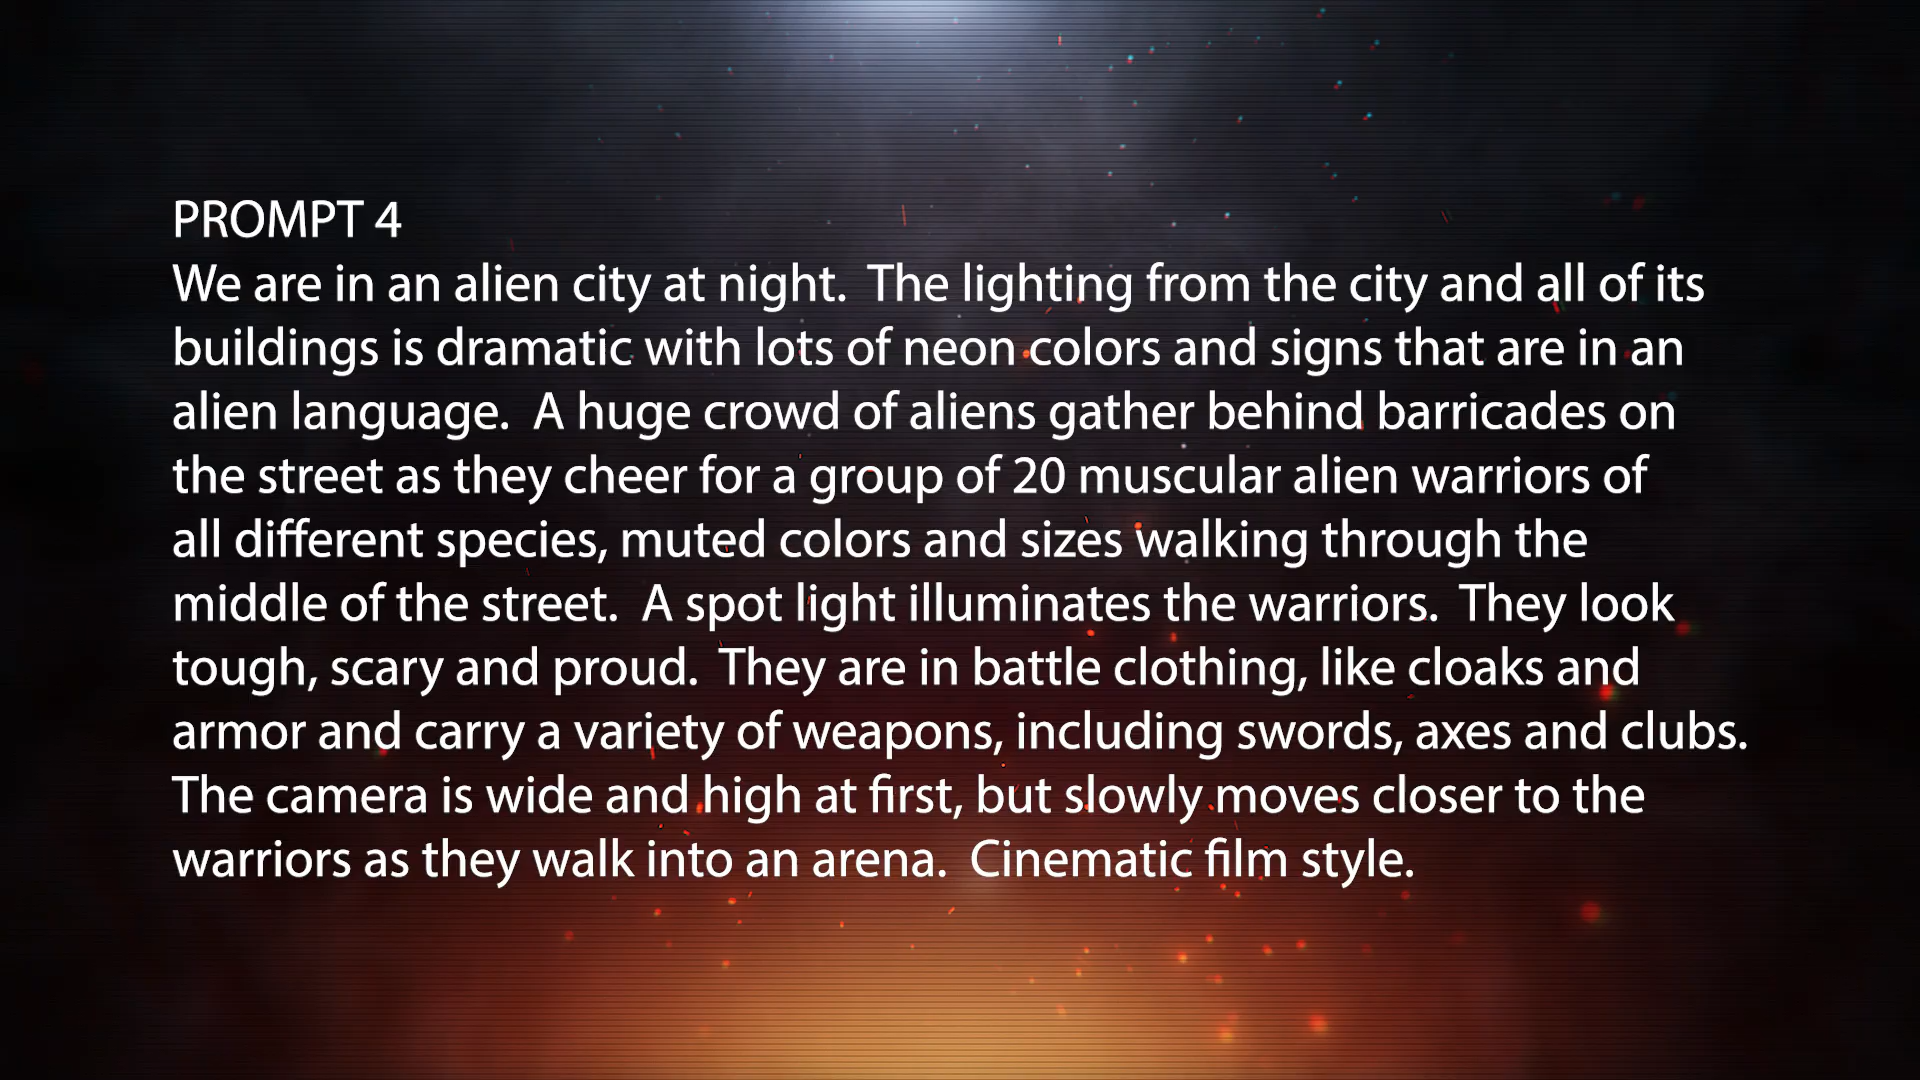 PROMPT 4
We are in an alien city at night.  The lighting from the city and all of its
buildings is dramatic with lots of neon colors and signs that are in an
alien language.  A huge crowd of aliens gather behind barricades on
the street as they cheer for a group of 20 muscular alien warriors of
all different species, muted colors and sizes walking through the
middle of the street.  A spot light illuminates the warriors.  They look
tough, scary and proud.  They are in battle clothing, like cloaks and
armor and carry a variety of weapons, including swords, axes and clubs.
The camera is wide and high at first, but slowly moves closer to the
warriors as they walk into an arena.  Cinematic film style.